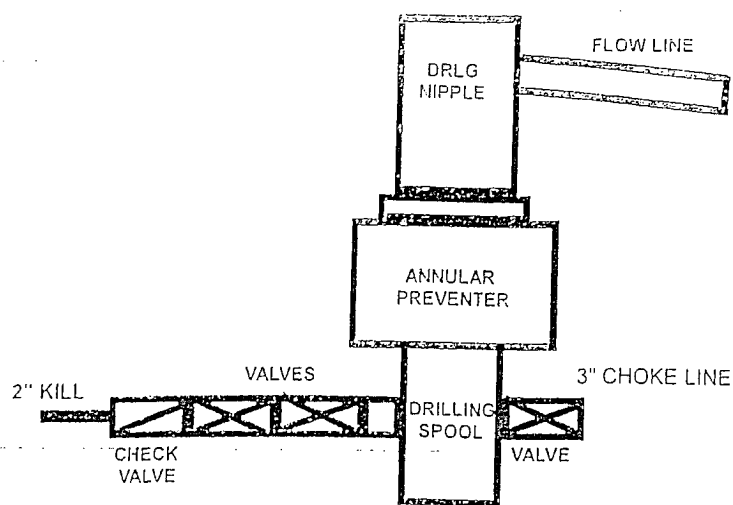 FLOW LINE
DRLG
NIPPLE
ANNULAR
PREVENTER
VALVES
2" KILL
3" CHOKE LINE
DRILLING
SPOOL
CHECK
VALVE
VALVE